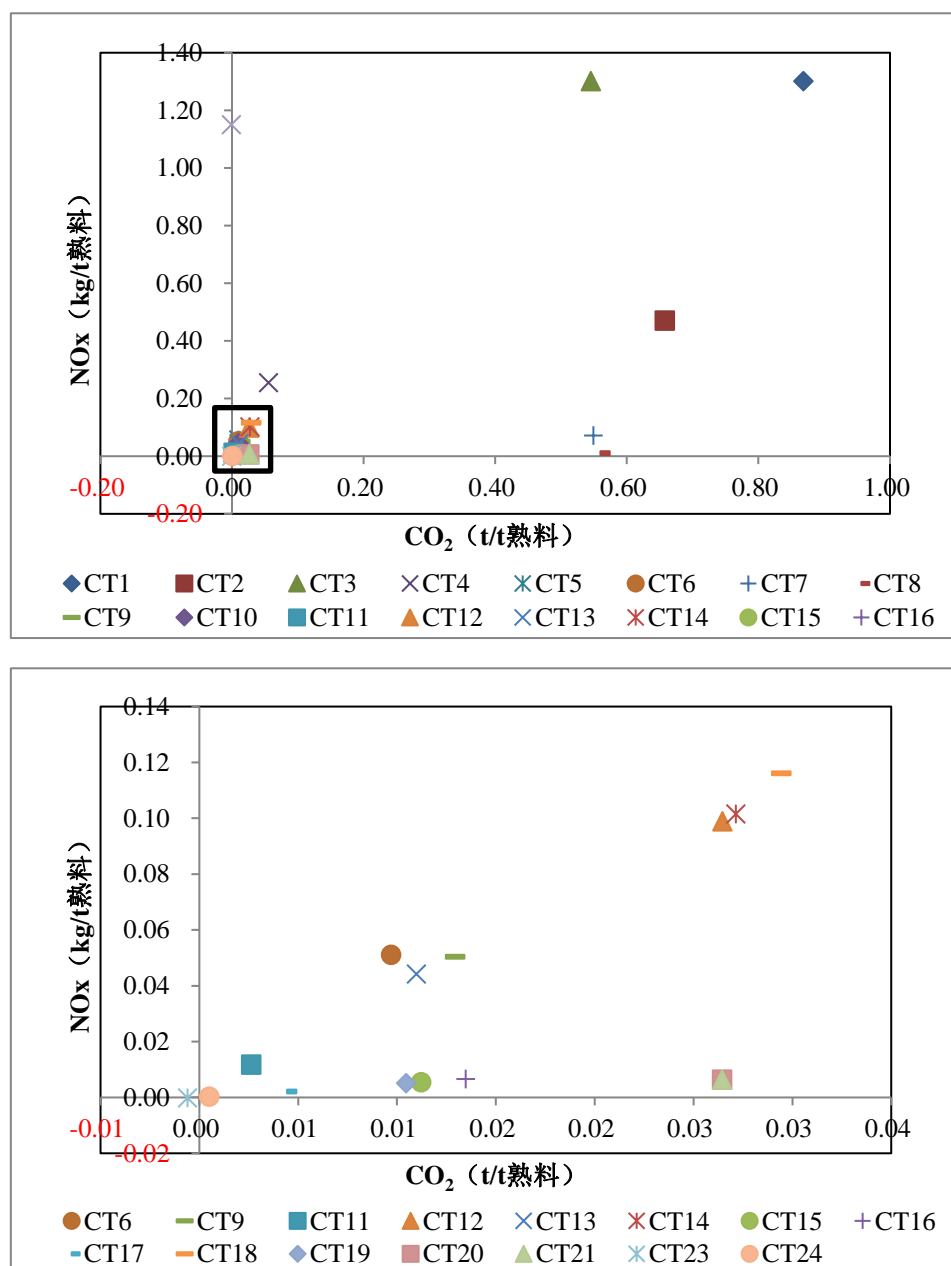 1.40
1.20
1.00
0.80
0.60
0.40
0.20
0.00
-0.20
NOx（kg/t熟料）
-0.20 0.00 0.20 0.40 0.60 0.80 1.00
CO₂（t/t熟料）
CT1 CT2 CT3 CT4 CT5 CT6 CT7 CT8
CT9 CT10 CT11 CT12 CT13 CT14 CT15 CT16
0.14
0.12
0.10
0.08
0.06
0.04
0.02
0.00
-0.02
NOx（kg/t熟料）
-0.01 0.00 0.01 0.01 0.02 0.02 0.03 0.03 0.04
CO₂（t/t熟料）
CT6 CT9 CT11 CT12 CT13 CT14 CT15 CT16
CT17 CT18 CT19 CT20 CT21 CT23 CT24